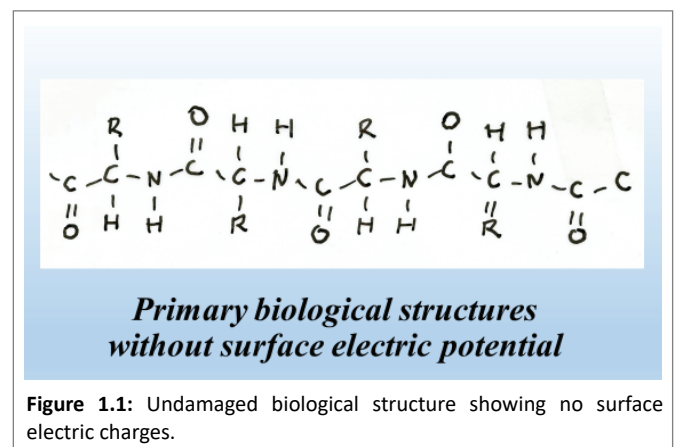 R O H H R O H H
C C N C C N C C N C C N C C
O H H R O H H R O
Primary biological structures
without surface electric potential
Figure 1.1: Undamaged biological structure showing no surface
electric charges.